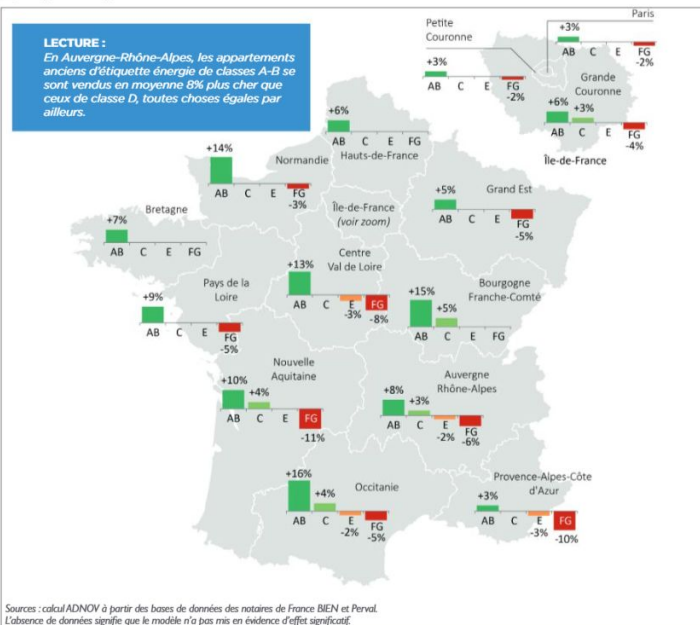 LECTURE :
En Auvergne-Rhône-Alpes, les appartements
anciens d'étiquette énergie de classes A-B se
sont vendus en moyenne 8% plus cher que
ceux de classe D, toutes choses égales par
ailleurs.
Petite
Couronne
+3%
AB C E FG
-2%
Paris
+3%
AB C E FG
-2%
Grande
Couronne
+6% +3%
AB C E FG
-4%
Île-de-France
+6%
AB C E FG
Hauts-de-France
+14%
Normandie
AB C E FG
-3%
Île-de-France
(voir zoom)
+5%
Grand Est
AB C E FG
-5%
+7%
Bretagne
AB C E FG
Centre
Val de Loire
+13%
AB C E FG
-3% -8%
Bourgogne
Franche-Comté
+15%
+5%
AB C E FG
Pays de la
Loire
+9%
AB C E FG
-5%
Nouvelle
Aquitaine
+10% +4%
AB C E FG
-11%
Auvergne
Rhône-Alpes
+8% +3%
AB C E FG
-2% -6%
Occitanie
+16%
+4%
AB C E FG
-2% -5%
Provence-Alpes-Côte
d'Azur
+3%
AB C E FG
-3% -10%
Sources : calcul ADNOV à partir des bases de données des notaires de France BIEN et Perval.
L'absence de données signifie que le modèle n'a pas mis en évidence d'effet significatif.